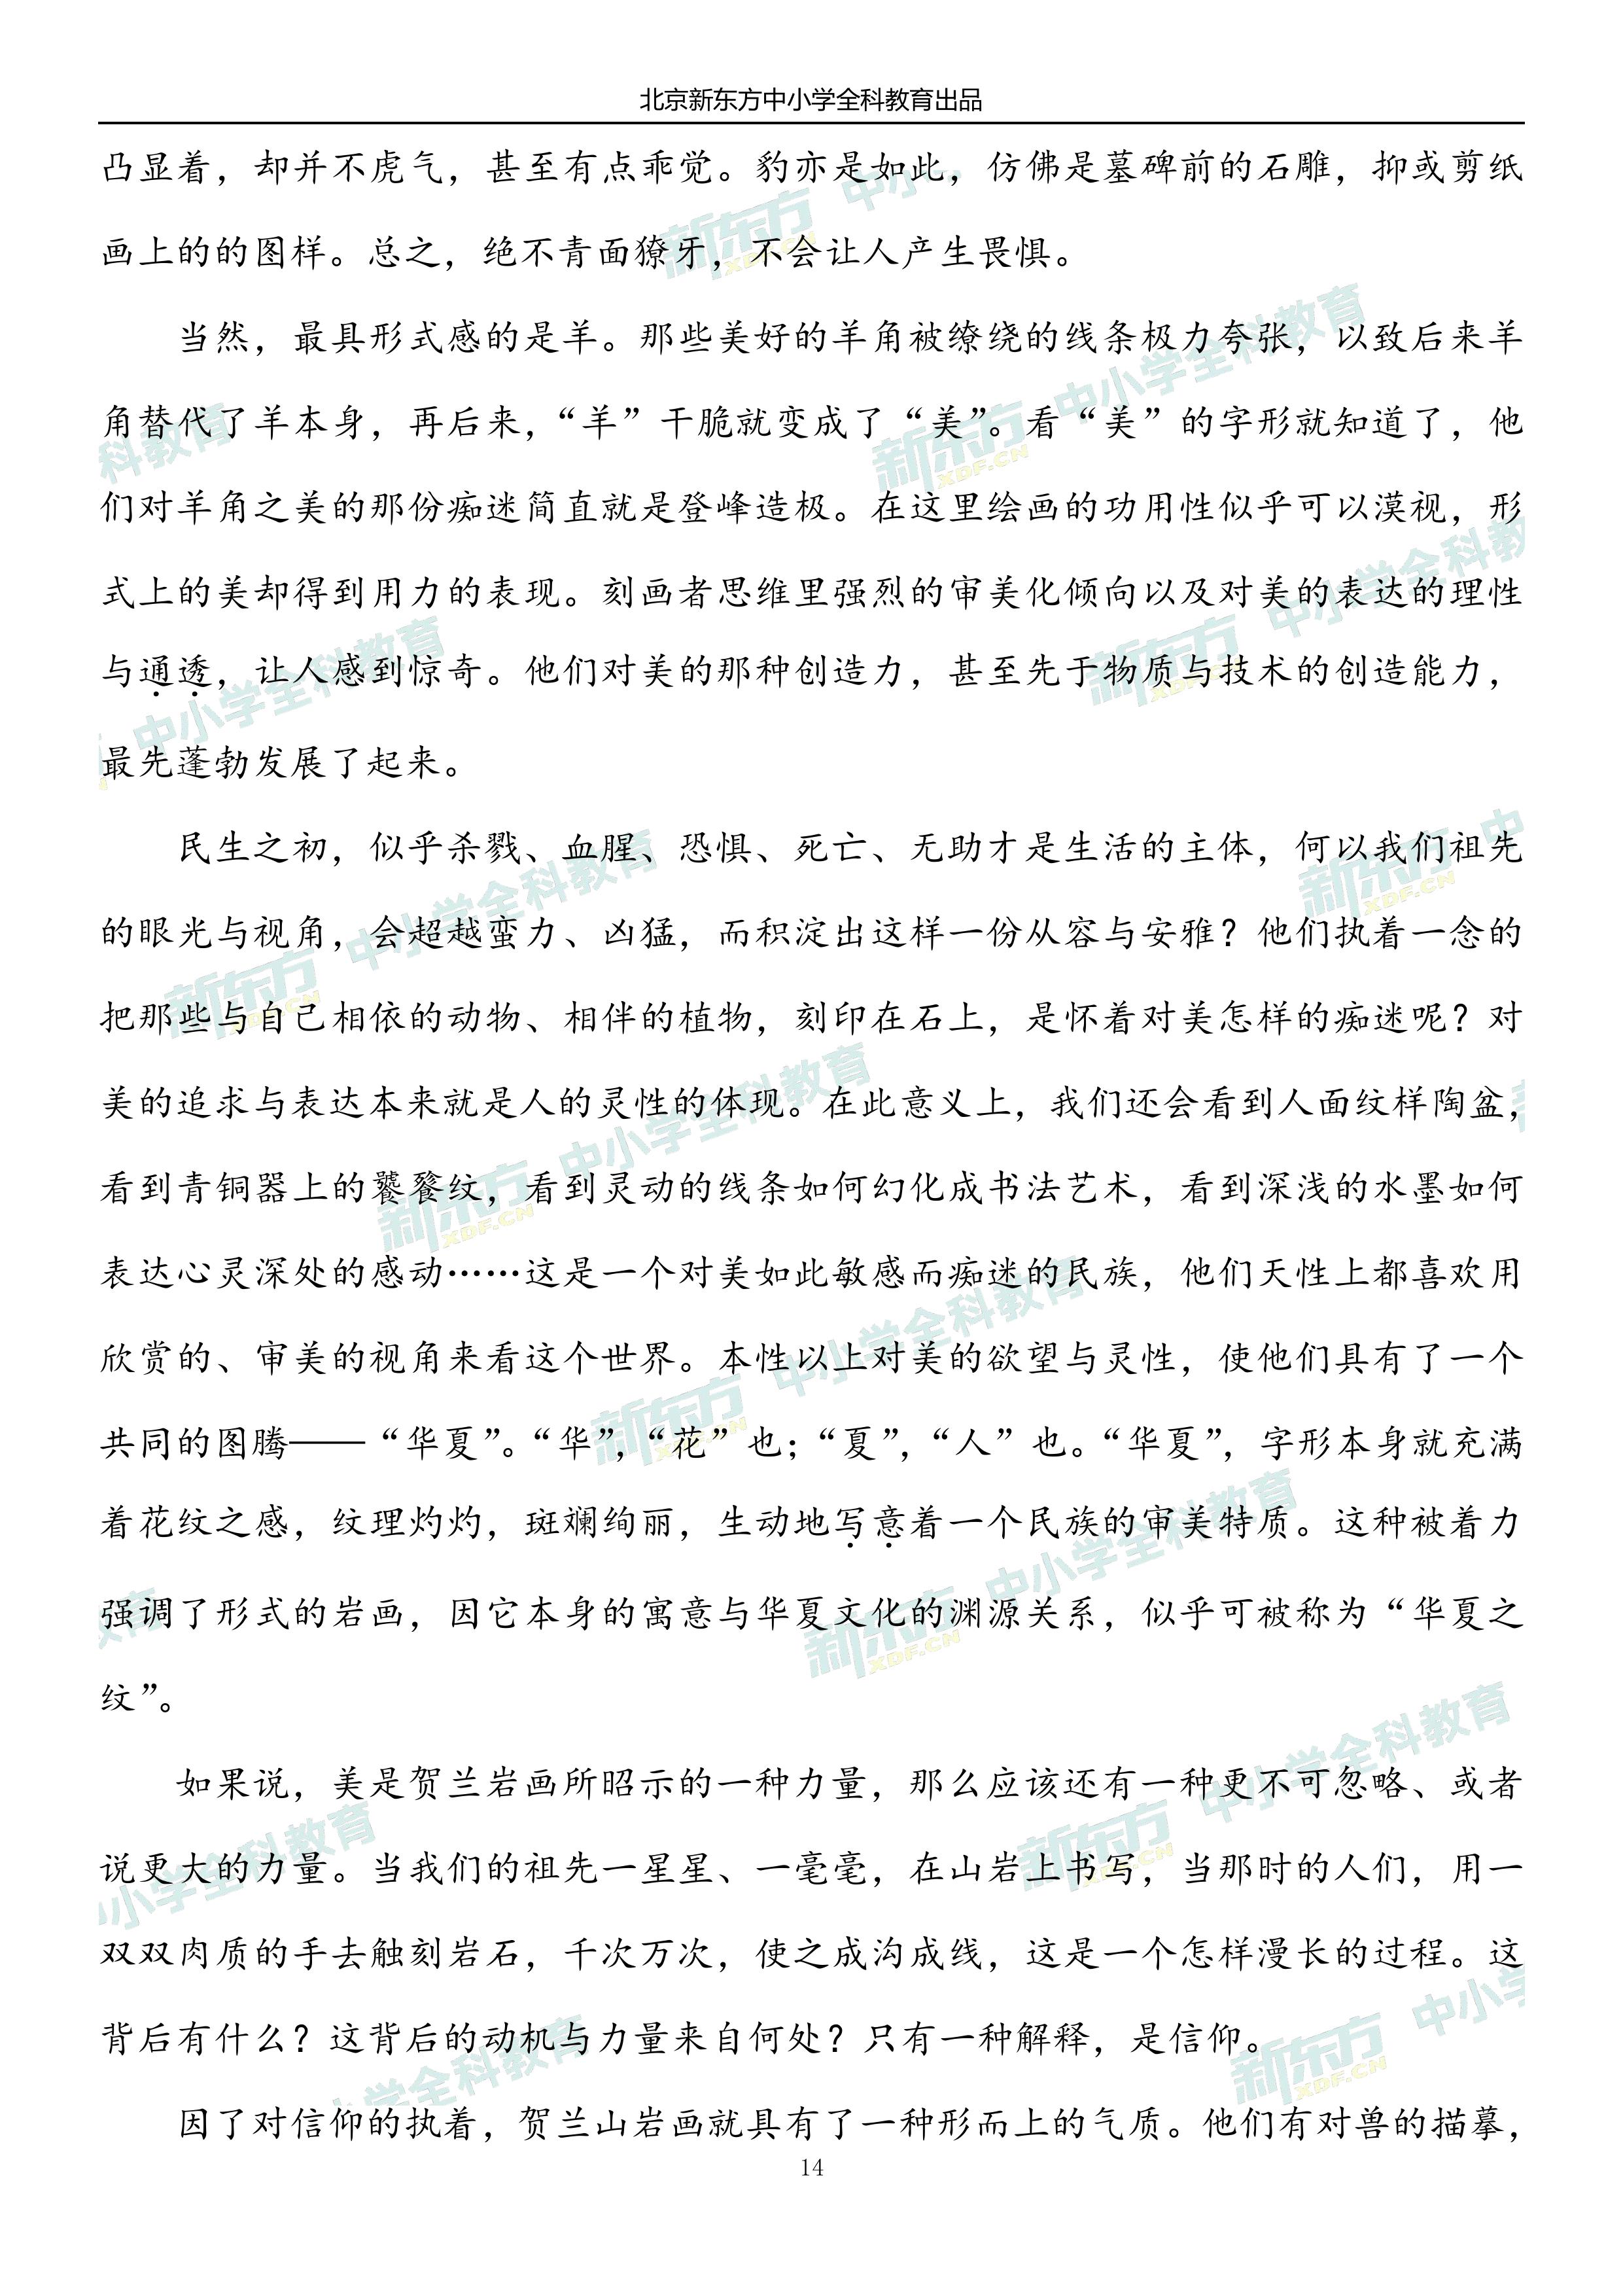 北京新东方中小学全科教育出品
凸显着，却并不虎气，甚至有点乖觉。豹亦是如此，仿佛是墓碑前的石雕，抑或剪纸
画上的的图样。总之，绝不青面獠牙，不会让人产生畏惧。
当然，最具形式感的是羊。那些美好的羊角被缭绕的线条极力夸张，以致后来羊
角替代了羊本身，再后来，“羊”干脆就变成了“美”。看“美”的字形就知道了，他
们对羊角之美的那份痴迷简直就是登峰造极。在这里绘画的功用性似乎可以漠视，形
式上的美却得到用力的表现。刻画者思维里强烈的审美化倾向以及对美的表达的理性
与通透，让人感到惊奇。他们对美的那种创造力，甚至先于物质与技术的创造能力，
最先蓬勃发展了起来。
民生之初，似乎杀戮、血腥、恐惧、死亡、无助才是生活的主体，何以我们祖先
的眼光与视角，会超越蛮力、凶猛，而积淀出这样一份从容与安雅？他们执着一念的
把那些与自己相依的动物、相伴的植物，刻印在石上，是怀着对美怎样的痴迷呢？对
美的追求与表达本来就是人的灵性的体现。在此意义上，我们还会看到人面纹样陶盆，
看到青铜器上的饕餮纹，看到灵动的线条如何幻化成书法艺术，看到深浅的水墨如何
表达心灵深处的感动……这是一个对美如此敏感而痴迷的民族，他们天性上都喜欢用
欣赏的、审美的视角来看这个世界。本性以上对美的欲望与灵性，使他们具有了一个
共同的图腾——“华夏”。“华”，“花”也；“夏”，“人”也。“华夏”，字形本身就充满
着花纹之感，纹理灼灼，斑斓绚丽，生动地写意着一个民族的审美特质。这种被着力
强调了形式的岩画，因它本身的寓意与华夏文化的渊源关系，似乎可被称为“华夏之
纹”。
如果说，美是贺兰岩画所昭示的一种力量，那么应该还有一种更不可忽略、或者
说更大的力量。当我们的祖先一星星、一毫毫，在山岩上书写，当那时的人们，用一
双双肉质的手去触刻岩石，千次万次，使之成沟成线，这是一个怎样漫长的过程。这
背后有什么？这背后的动机与力量来自何处？只有一种解释，是信仰。
因了对信仰的执着，贺兰山岩画就具有了一种形而上的气质。他们有对兽的描摹，
14